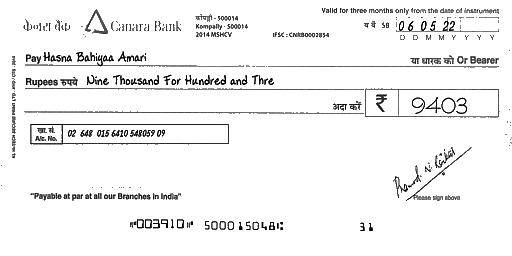 Valid for three months only from the date of instrument
केनरा बैंक Canara Bank
कोंपल्ली - 500014
Kompally - 500014
2014 MSHCV
IFSC : CNRB0002854
SB 06 05 22
D D M M Y Y Y Y
Pay Hasna Bahiyaa Amari या धारक को Or Bearer
Rupees रुपये Nine Thousand For Hundred and Thre
अदा करें ₹ 9403
खा. सं.
A/c. No. 02 648 015 6410 548059 09
"Payable at par at all our Branches in India"
Please sign above
⑈003910⑈ 500015048⑆ 31